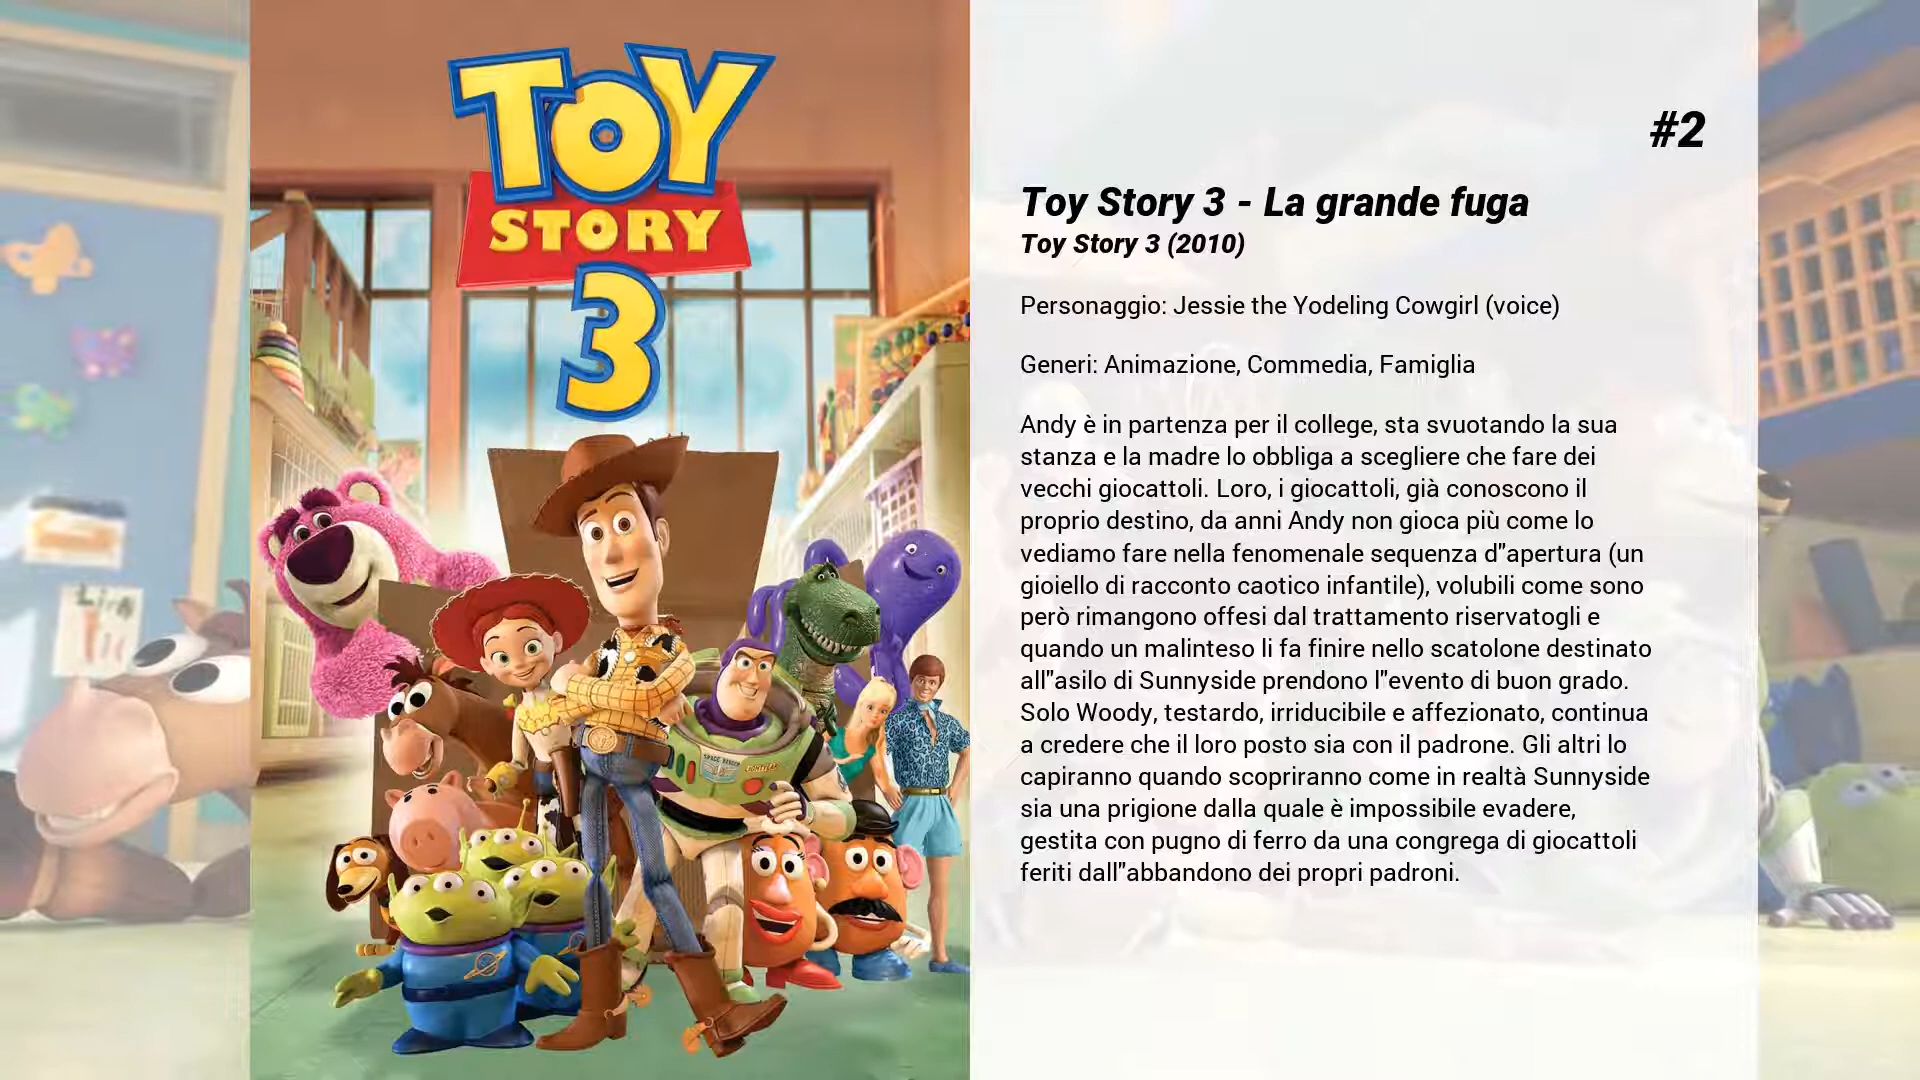 TOY
STORY
3
#2
Toy Story 3 - La grande fuga
Toy Story 3 (2010)
Personaggio: Jessie the Yodeling Cowgirl (voice)
Generi: Animazione, Commedia, Famiglia
Andy è in partenza per il college, sta svuotando la sua
stanza e la madre lo obbliga a scegliere che fare dei
vecchi giocattoli. Loro, i giocattoli, già conoscono il
proprio destino, da anni Andy non gioca più come lo
vediamo fare nella fenomenale sequenza d"apertura (un
gioiello di racconto caotico infantile), volubili come sono
però rimangono offesi dal trattamento riservatogli e
quando un malinteso li fa finire nello scatolone destinato
all"asilo di Sunnyside prendono l"evento di buon grado.
Solo Woody, testardo, irriducibile e affezionato, continua
a credere che il loro posto sia con il padrone. Gli altri lo
capiranno quando scopriranno come in realtà Sunnyside
sia una prigione dalla quale è impossibile evadere,
gestita con pugno di ferro da una congrega di giocattoli
feriti dall"abbandono dei propri padroni.
SPACE RANGER
LIGHTYEAR